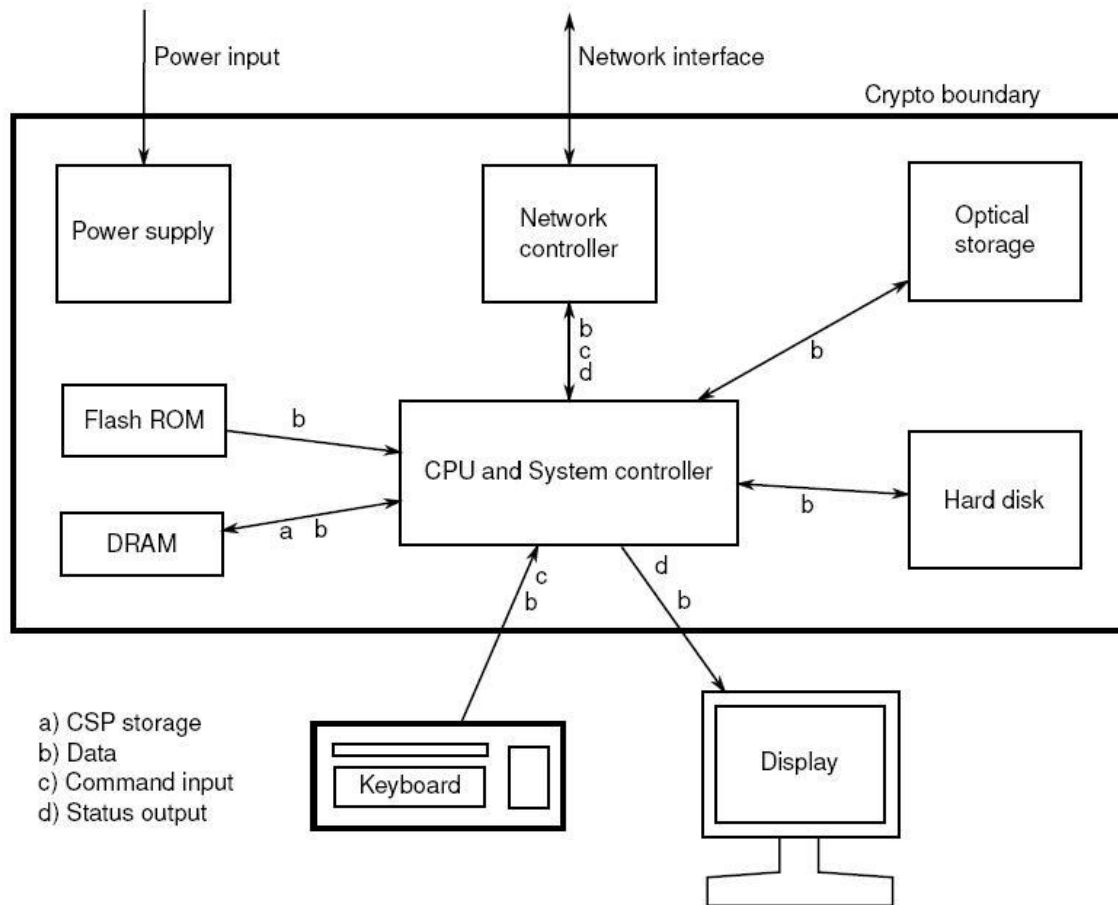 Power input
Network interface
Crypto boundary
Power supply
Network
controller
Optical
storage
b
c
d
b
Flash ROM
b
CPU and System controller
b
Hard disk
DRAM
a b
c
b
d
b
a) CSP storage
b) Data
c) Command input
d) Status output
Keyboard
Display